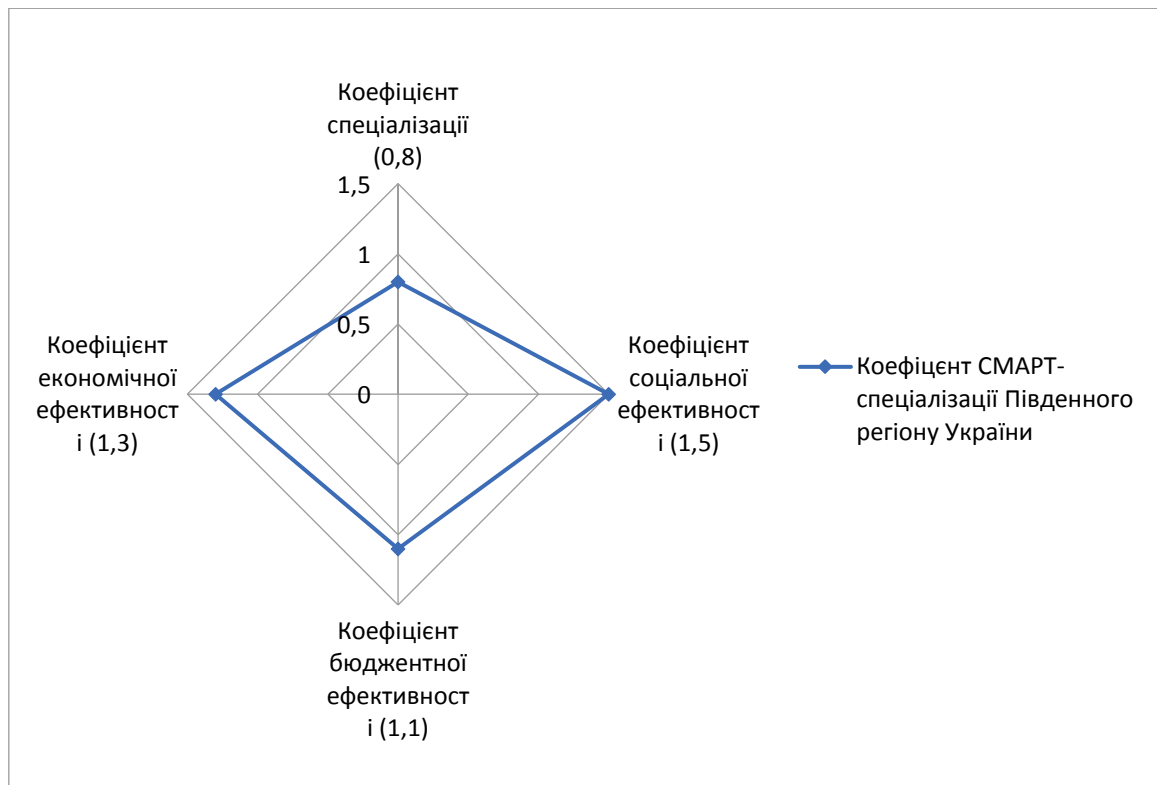 Коефіцієнт
спеціалізації
(0,8)
1,5
1
0,5
0
Коефіцієнт
економічної
ефективност
і (1,3)
Коефіцієнт
соціальної
ефективност
і (1,5)
Коефіцєнт СМАРТ-
спеціалізації Південного
регіону України
Коефіцієнт
бюджентної
ефективност
і (1,1)